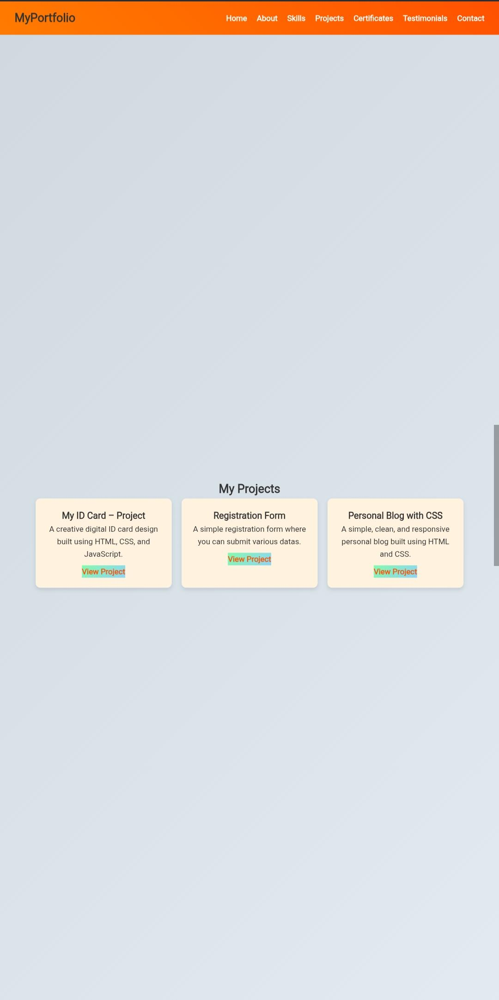 MyPortfolio
Home About Skills Projects Certificates Testimonials Contact
My Projects
My ID Card – Project
A creative digital ID card design
built using HTML, CSS, and
JavaScript.
View Project
Registration Form
A simple registration form where
you can submit various datas.
View Project
Personal Blog with CSS
A simple, clean, and responsive
personal blog built using HTML
and CSS.
View Project